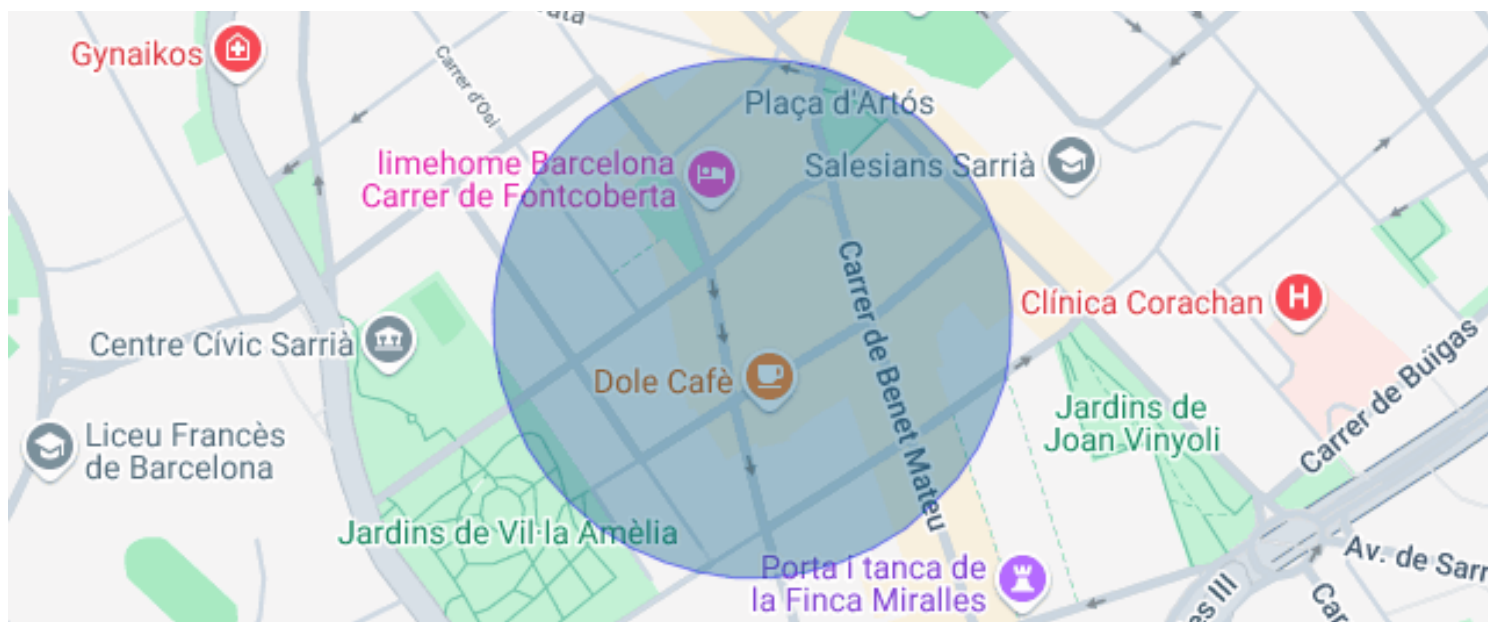 Gynaikos
Carrer d'Osi
Plaça d'Artós
limehome Barcelona
Carrer de Fontcoberta
Salesians Sarrià
Carrer de Benet Mateu
Clínica Corachan
Centre Cívic Sarrià
Dole Cafè
Carrer de Buïgas
Jardins de
Joan Vinyoli
Liceu Francès
de Barcelona
Jardins de Vil·la Amèlia
Porta i tanca de
la Finca Miralles
Av. de Sarr